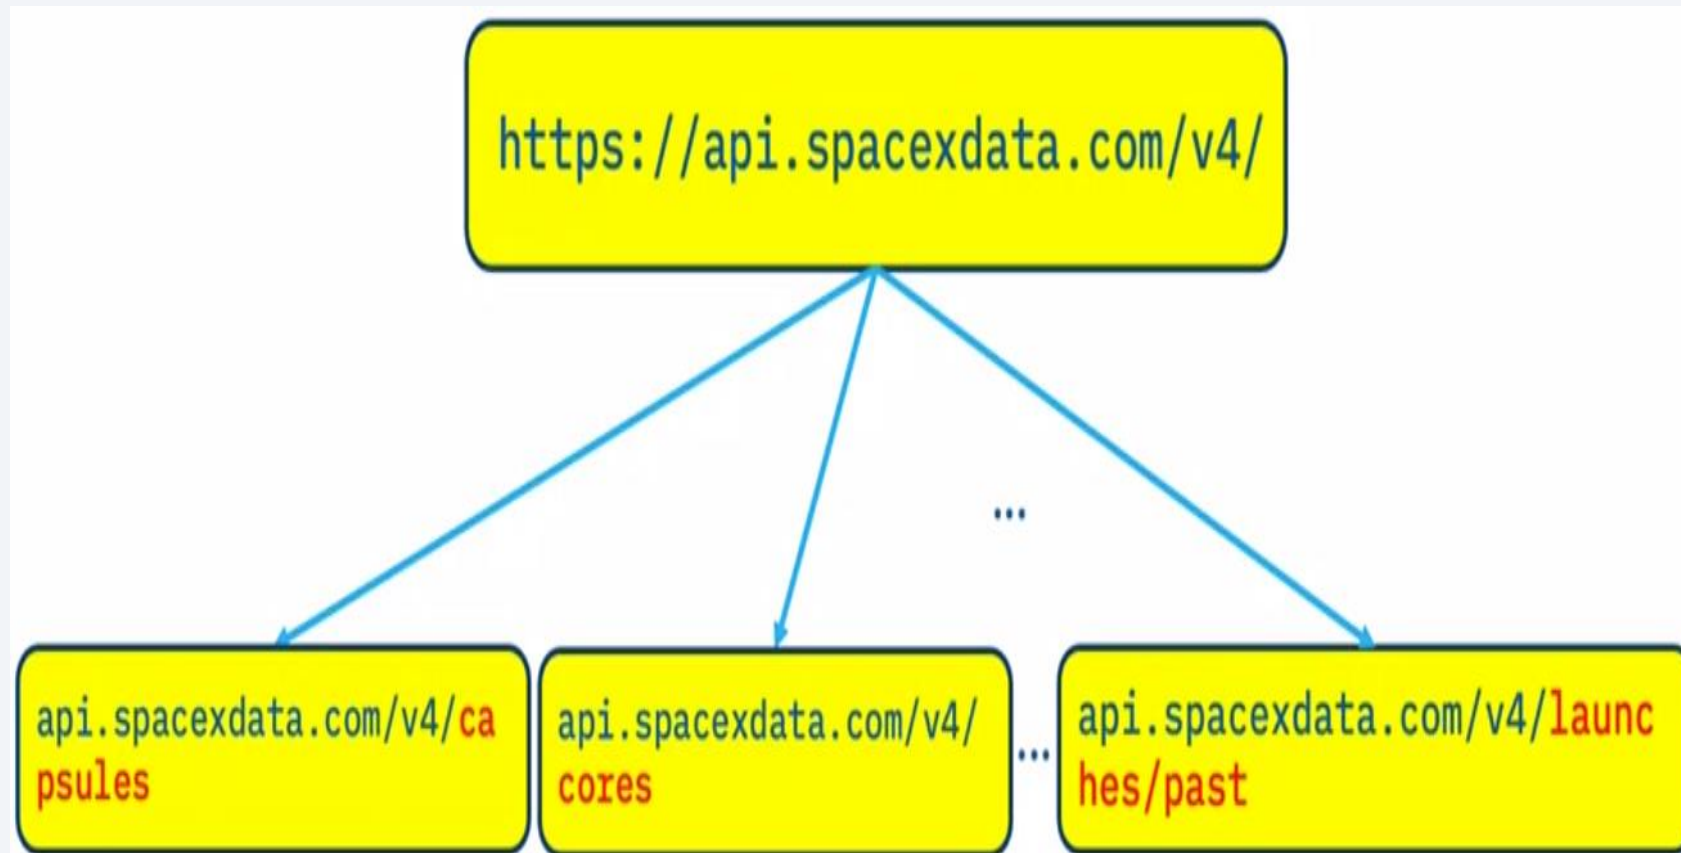 https://api.spacexdata.com/v4/
...
api.spacexdata.com/v4/ca
psules
api.spacexdata.com/v4/
cores
...
api.spacexdata.com/v4/launc
hes/past